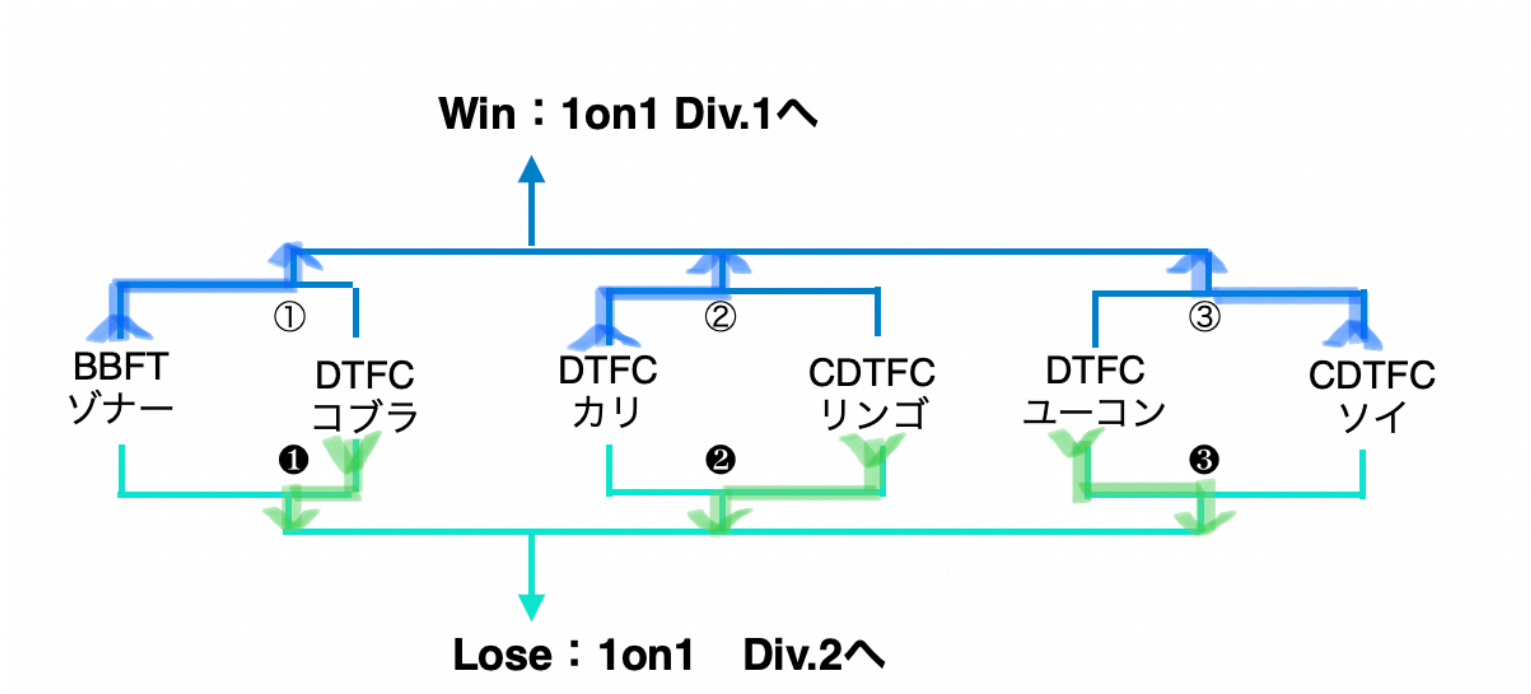 Win：1on1 Div.1へ
①
②
③
BBFT
ゾナー
DTFC
コブラ
DTFC
カリ
CDTFC
リンゴ
DTFC
ユーコン
CDTFC
ソイ
❶
❷
❸
Lose：1on1　Div.2へ